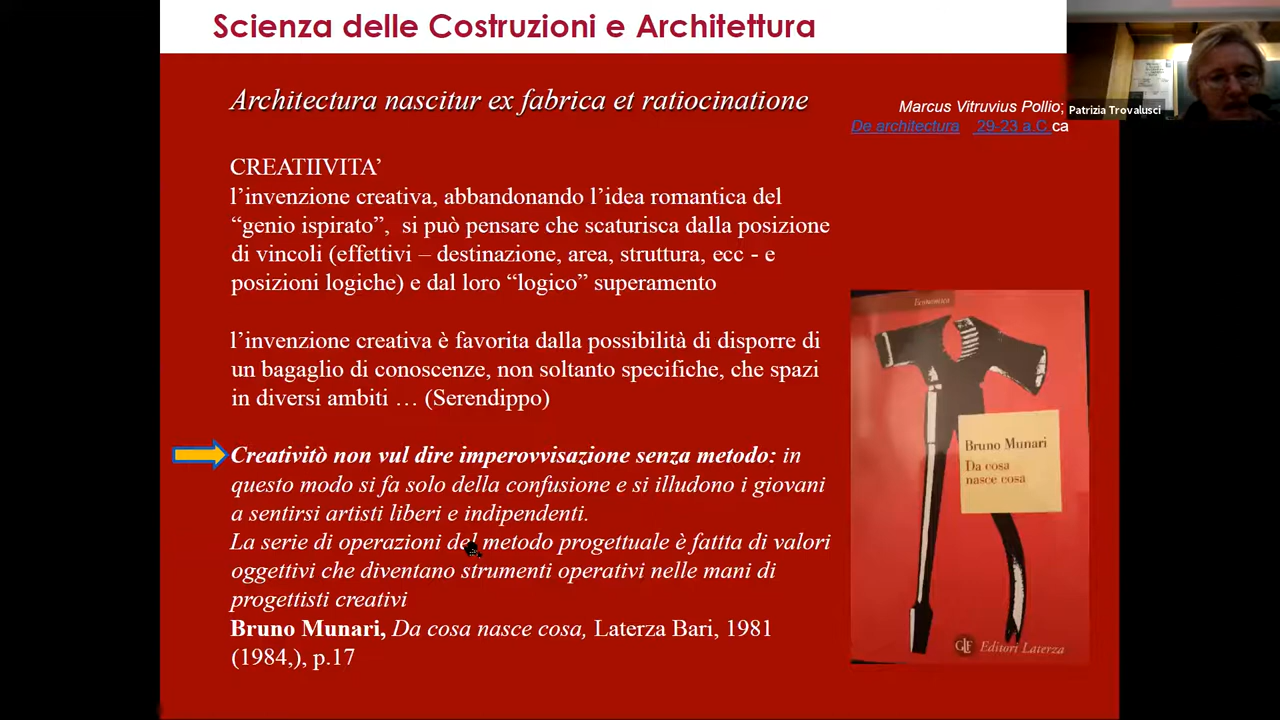 Scienza delle Costruzioni e Architettura
Architectura nascitur ex fabrica et ratiocinatione
Marcus Vitruvius Pollio;
De architectura 29-23 a.C.ca
Patrizia Trovalusci
CREATIIVITA’
l’invenzione creativa, abbandonando l’idea romantica del
“genio ispirato”, si può pensare che scaturisca dalla posizione
di vincoli (effettivi – destinazione, area, struttura, ecc - e
posizioni logiche) e dal loro “logico” superamento
l’invenzione creativa è favorita dalla possibilità di disporre di
un bagaglio di conoscenze, non soltanto specifiche, che spazi
in diversi ambiti … (Serendippo)
Creativitò non vul dire imperovvisazione senza metodo: in
questo modo si fa solo della confusione e si illudono i giovani
a sentirsi artisti liberi e indipendenti.
La serie di operazioni del metodo progettuale è fattta di valori
oggettivi che diventano strumenti operativi nelle mani di
progettisti creativi
Bruno Munari, Da cosa nasce cosa, Laterza Bari, 1981
(1984,), p.17
Economica
Bruno Munari
Da cosa
nasce cosa
GLF Editori Laterza